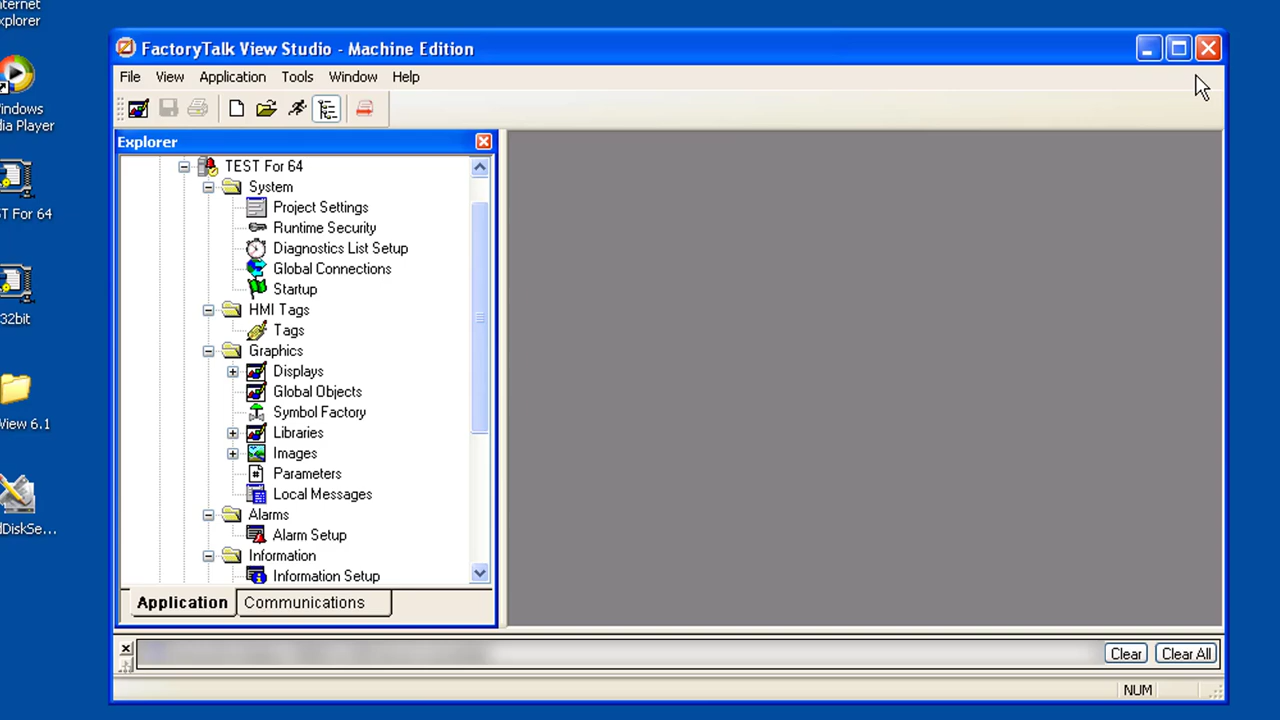 nternet
xplorer
FactoryTalk View Studio - Machine Edition
File View Application Tools Window Help
indows
dia Player
Explorer
TEST For 64
System
Project Settings
ST For 64
Runtime Security
Diagnostics List Setup
Global Connections
Startup
HMI Tags
32bit
Tags
Graphics
Displays
Global Objects
Symbol Factory
View 6.1
Libraries
Images
Parameters
Local Messages
Alarms
dDiskSe...
Alarm Setup
Information
Information Setup
Application Communications
Clear Clear All
NUM